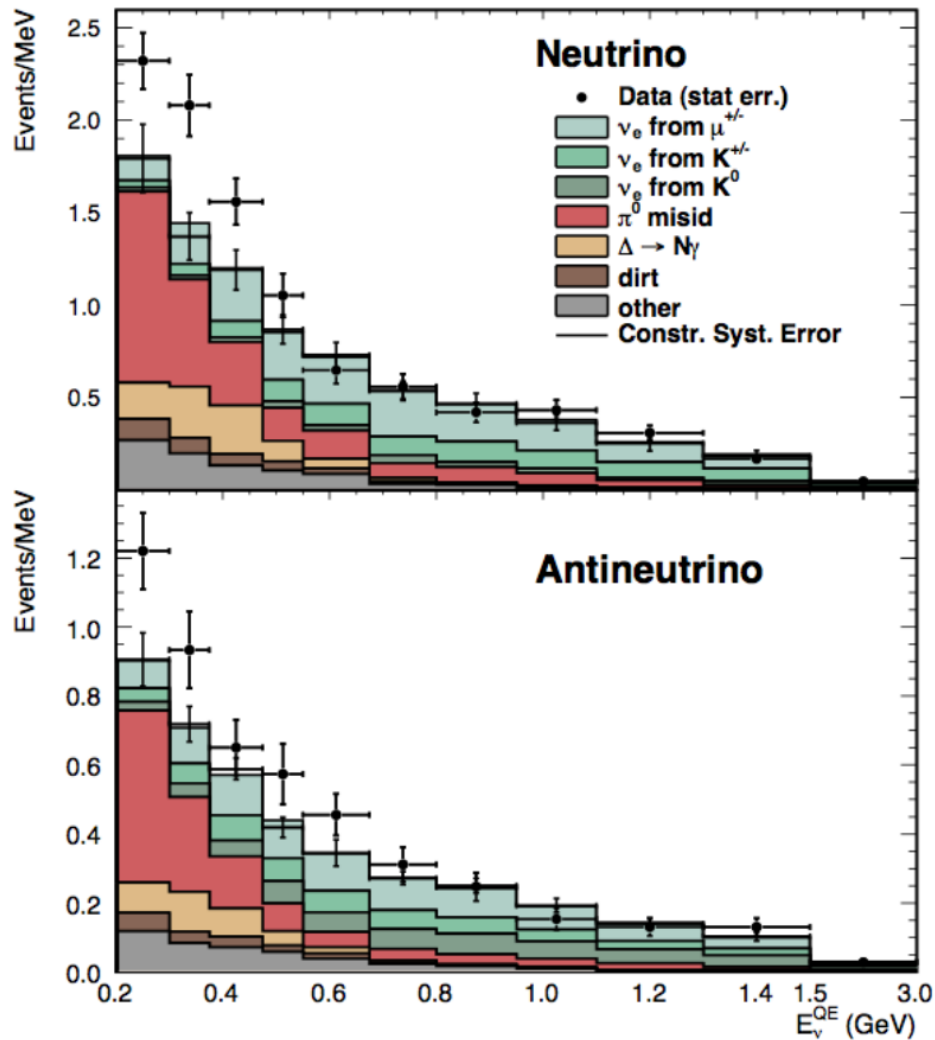 Events/MeV
2.5
2.0
1.5
1.0
0.5
Neutrino
Data (stat err.)
νₑ from μ⁺/⁻
νₑ from K⁺/⁻
νₑ from K⁰
π⁰ misid
Δ → Nγ
dirt
other
Constr. Syst. Error
Events/MeV
1.2
1.0
0.8
0.6
0.4
0.2
0.0
Antineutrino
0.2 0.4 0.6 0.8 1.0 1.2 1.4 1.5 3.0
E_ν^QE (GeV)